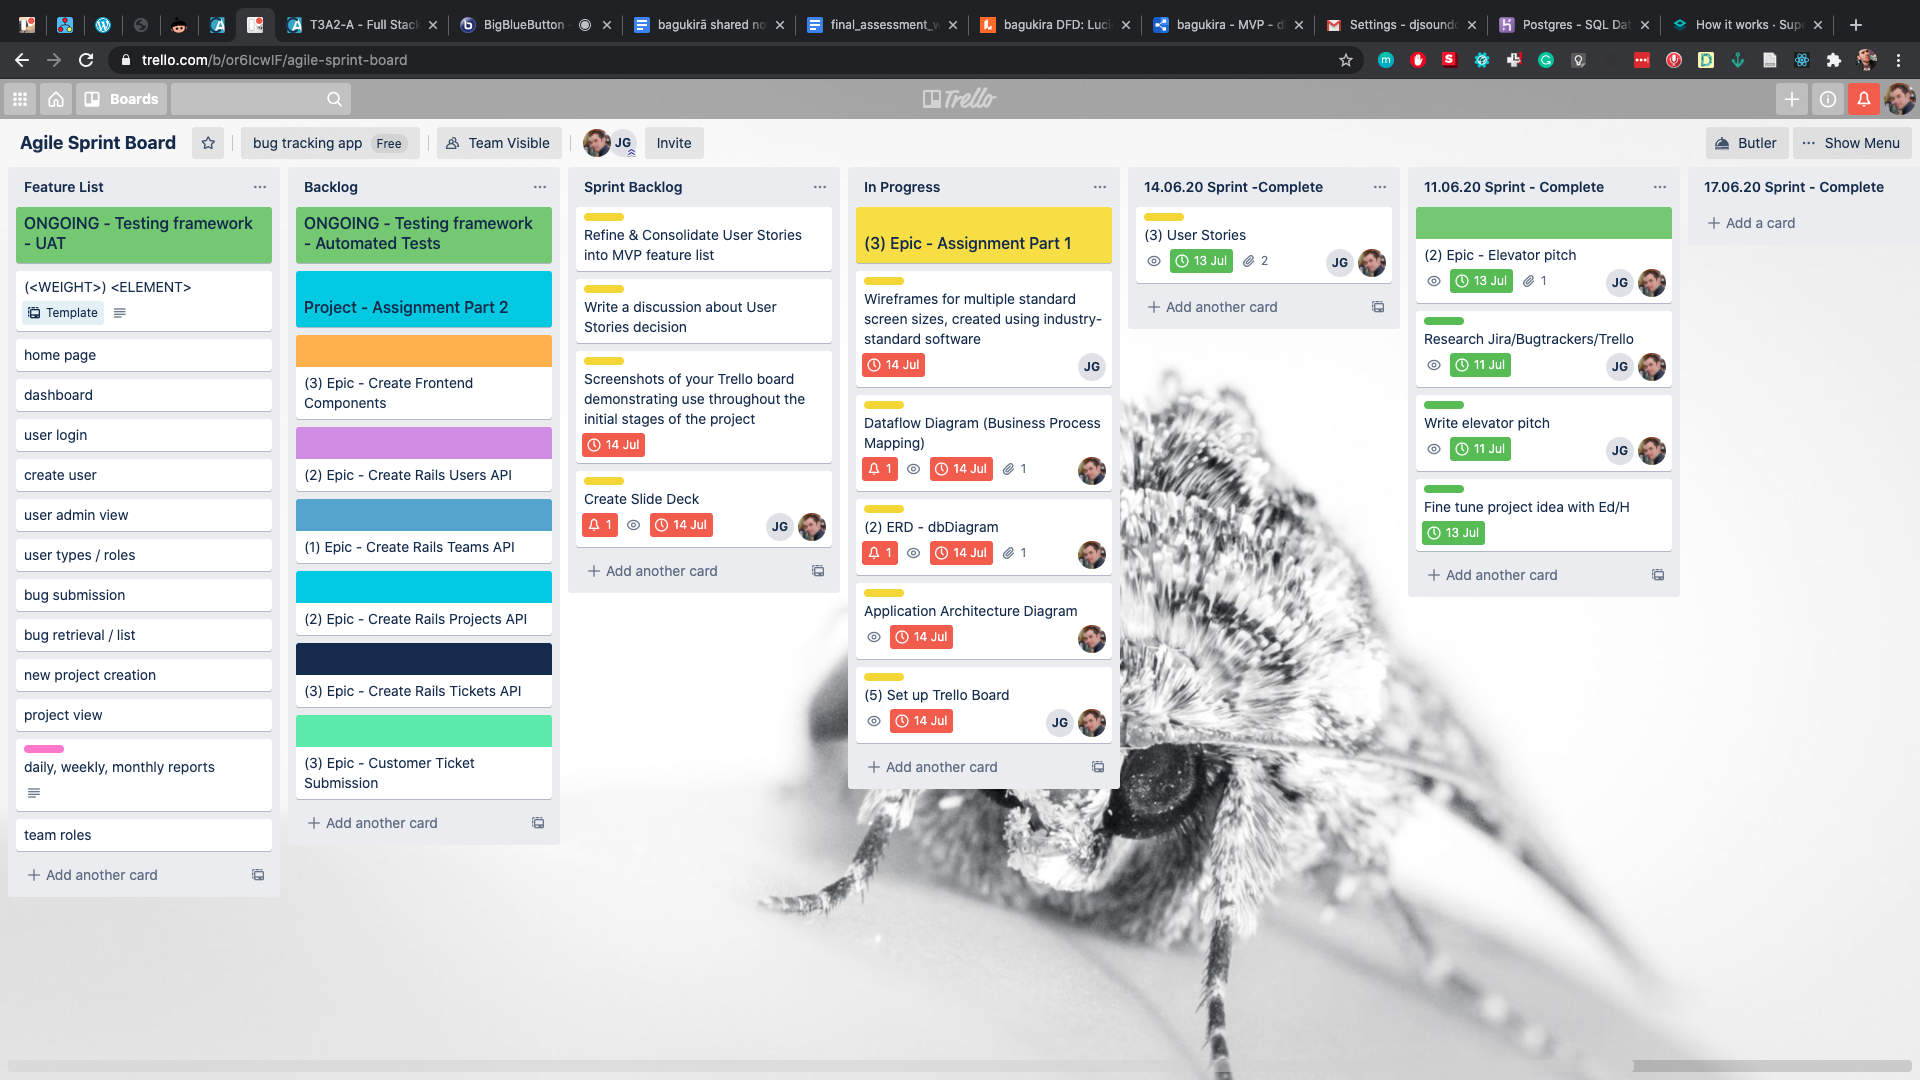 T3A2-A - Full Stac
BigBlueButton -
bagukirā shared no
final_assessment_w
bagukira DFD: Luci
bagukira - MVP - d
Settings - djsound
Postgres - SQL Da
How it works · Sup
trello.com/b/or6IcwIF/agile-sprint-board
Boards
Trello
Agile Sprint Board
bug tracking app Free
Team Visible
JG
Invite
Butler
Show Menu
Feature List
ONGOING - Testing framework
- UAT
(<WEIGHT>) <ELEMENT>
Template
home page
dashboard
user login
create user
user admin view
user types / roles
bug submission
bug retrieval / list
new project creation
project view
daily, weekly, monthly reports
team roles
Add another card
Backlog
ONGOING - Testing framework
- Automated Tests
Project - Assignment Part 2
(3) Epic - Create Frontend
Components
(2) Epic - Create Rails Users API
(1) Epic - Create Rails Teams API
(2) Epic - Create Rails Projects API
(3) Epic - Create Rails Tickets API
(3) Epic - Customer Ticket
Submission
Add another card
Sprint Backlog
Refine & Consolidate User Stories
into MVP feature list
Write a discussion about User
Stories decision
Screenshots of your Trello board
demonstrating use throughout the
initial stages of the project
14 Jul
Create Slide Deck
1 14 Jul JG
Add another card
In Progress
(3) Epic - Assignment Part 1
Wireframes for multiple standard
screen sizes, created using industry-
standard software
14 Jul JG
Dataflow Diagram (Business Process
Mapping)
1 14 Jul 1
(2) ERD - dbDiagram
1 14 Jul 1
Application Architecture Diagram
14 Jul
(5) Set up Trello Board
14 Jul JG
Add another card
14.06.20 Sprint -Complete
(3) User Stories
13 Jul 2 JG
Add another card
11.06.20 Sprint - Complete
(2) Epic - Elevator pitch
13 Jul 1 JG
Research Jira/Bugtrackers/Trello
11 Jul JG
Write elevator pitch
11 Jul JG
Fine tune project idea with Ed/H
13 Jul
Add another card
17.06.20 Sprint - Complete
Add a card